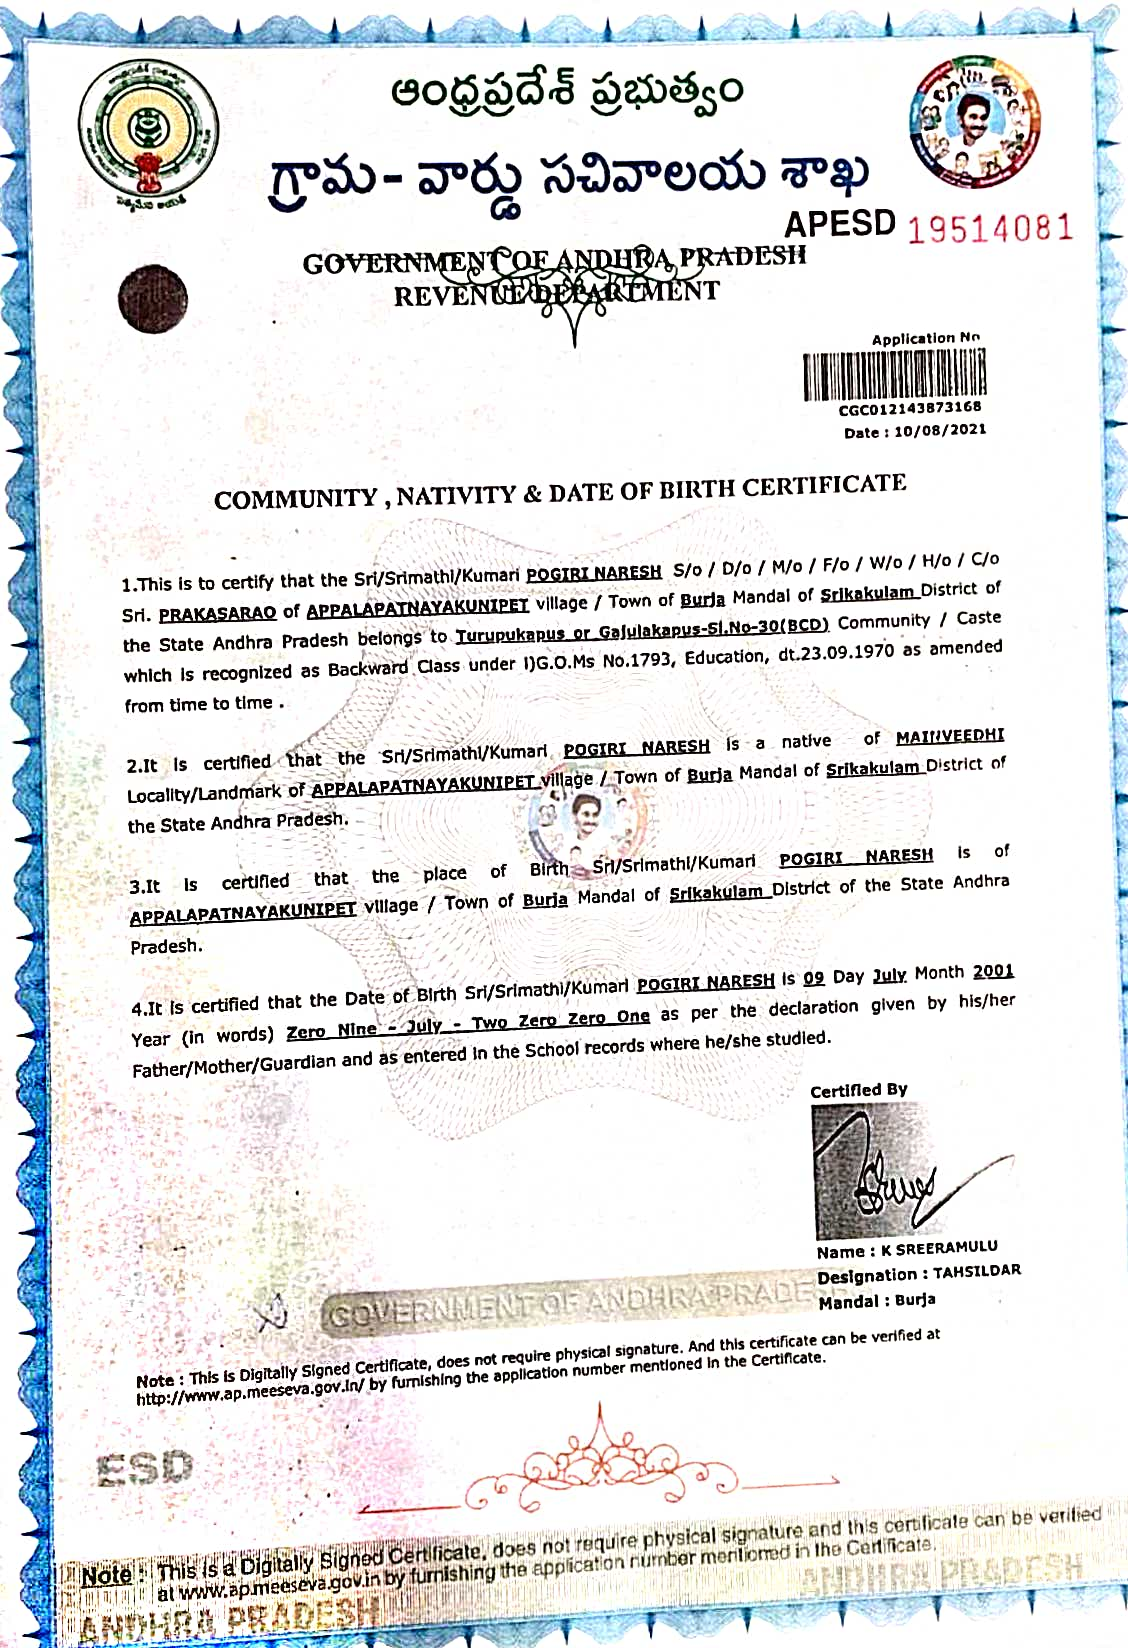 ఆంధ్రప్రదేశ్ ప్రభుత్వం
గ్రామ - వార్డు సచివాలయ శాఖ
APESD 19514081
GOVERNMENT OF ANDHRA PRADESH
REVENUE DEPARTMENT
Application No
CGC012143873168
Date : 10/08/2021
COMMUNITY , NATIVITY & DATE OF BIRTH CERTIFICATE
1.This is to certify that the Sri/Srimathi/Kumari POGIRI NARESH S/o / D/o / M/o / F/o / W/o / H/o / C/o
Sri. PRAKASARAO of APPALAPATNAYAKUNIPET village / Town of Burja Mandal of Srikakulam District of
the State Andhra Pradesh belongs to Turupukapus or Gajulakapus-Sl.No-30(BCD) Community / Caste
which is recognized as Backward Class under I)G.O.Ms No.1793, Education, dt.23.09.1970 as amended
from time to time .
2.It is certified that the Sri/Srimathi/Kumari POGIRI NARESH is a native of MAINVEEDHI
Locality/Landmark of APPALAPATNAYAKUNIPET village / Town of Burja Mandal of Srikakulam District of
the State Andhra Pradesh.
3.It is certified that the place of Birth Sri/Srimathi/Kumari POGIRI NARESH is of
APPALAPATNAYAKUNIPET village / Town of Burja Mandal of Srikakulam District of the State Andhra
Pradesh.
4.It is certified that the Date of Birth Sri/Srimathi/Kumari POGIRI NARESH is 09 Day July Month 2001
Year (in words) Zero Nine - July - Two Zero Zero One as per the declaration given by his/her
Father/Mother/Guardian and as entered in the School records where he/she studied.
Certified By
Name : K SREERAMULU
Designation : TAHSILDAR
Mandal : Burja
GOVERNMENT OF ANDHRA PRADE
Note : This is Digitally Signed Certificate, does not require physical signature. And this certificate can be verified at
http://www.ap.meeseva.gov.in/ by furnishing the application number mentioned in the Certificate.
ESD
Note : This is a Digitally Signed Certificate, does not require physical signature and this certificate can be verified
at www.ap.meeseva.gov.in by furnishing the application number mentioned in the Certificate.
ANDHRA PRADESH
ANDHRA PRADESH